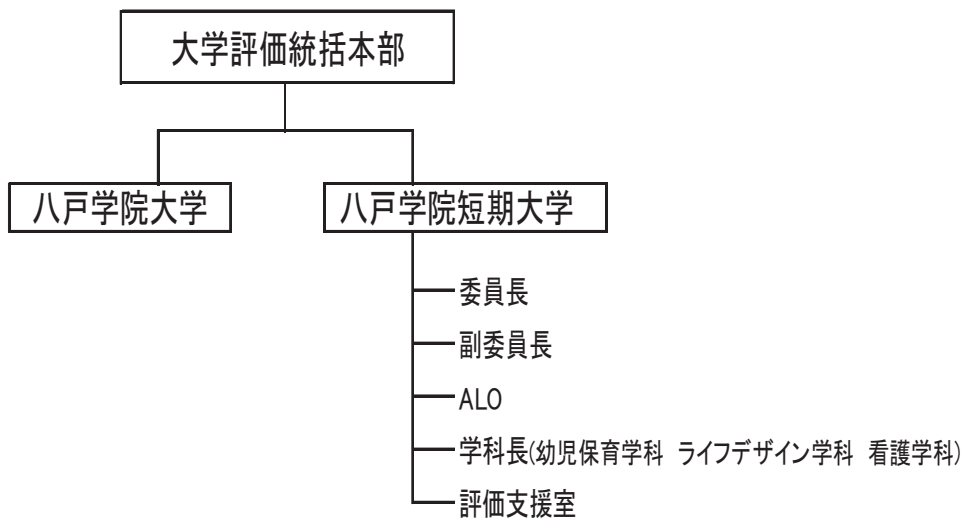 大学評価統括本部
八戸学院大学
八戸学院短期大学
委員長
副委員長
ALO
学科長(幼児保育学科　ライフデザイン学科　看護学科)
評価支援室